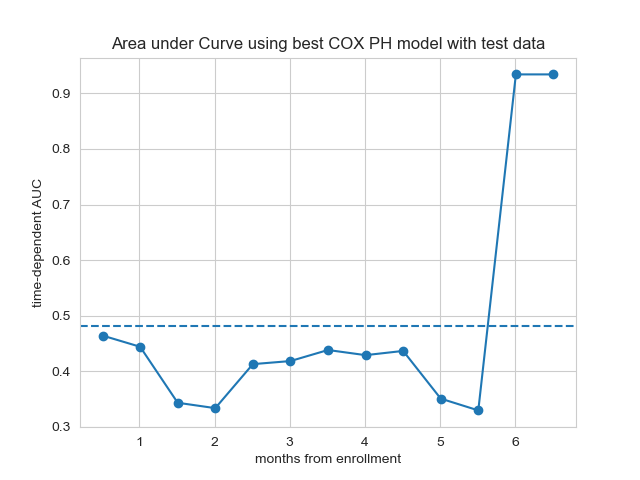 Area under Curve using best COX PH model with test data
time-dependent AUC
0.9
0.8
0.7
0.6
0.5
0.4
0.3
1 2 3 4 5 6
months from enrollment